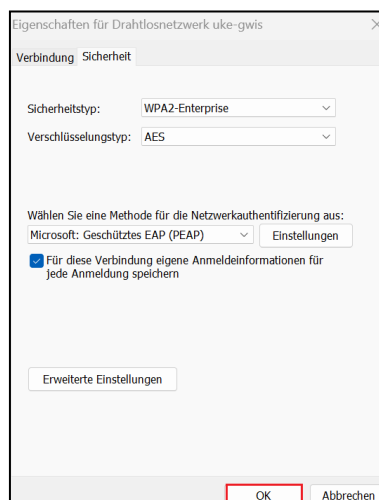 Eigenschaften für Drahtlosnetzwerk uke-gwis
Verbindung Sicherheit
Sicherheitstyp: WPA2-Enterprise
Verschlüsselungstyp: AES
Wählen Sie eine Methode für die Netzwerkauthentifizierung aus:
Microsoft: Geschütztes EAP (PEAP) Einstellungen
Für diese Verbindung eigene Anmeldeinformationen für
jede Anmeldung speichern
Erweiterte Einstellungen
OK Abbrechen